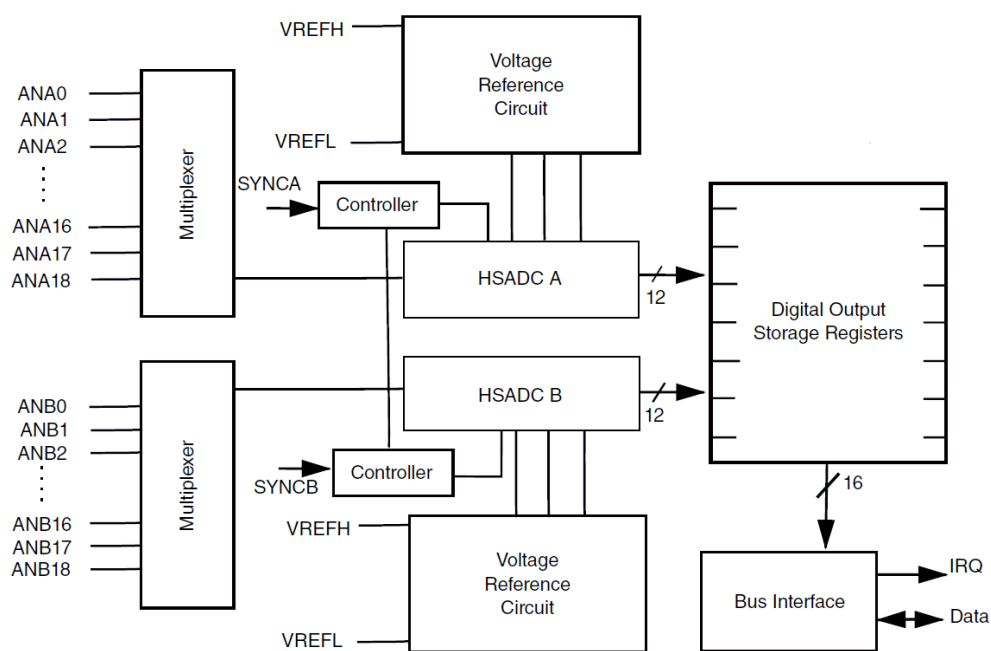 VREFH
Voltage
Reference
Circuit
VREFL
ANA0
ANA1
ANA2
ANA16
ANA17
ANA18
Multiplexer
SYNCA
Controller
HSADC A
12
Digital Output
Storage Registers
HSADC B
12
ANB0
ANB1
ANB2
ANB16
ANB17
ANB18
Multiplexer
SYNCB
Controller
VREFH
Voltage
Reference
Circuit
VREFL
16
Bus Interface
IRQ
Data